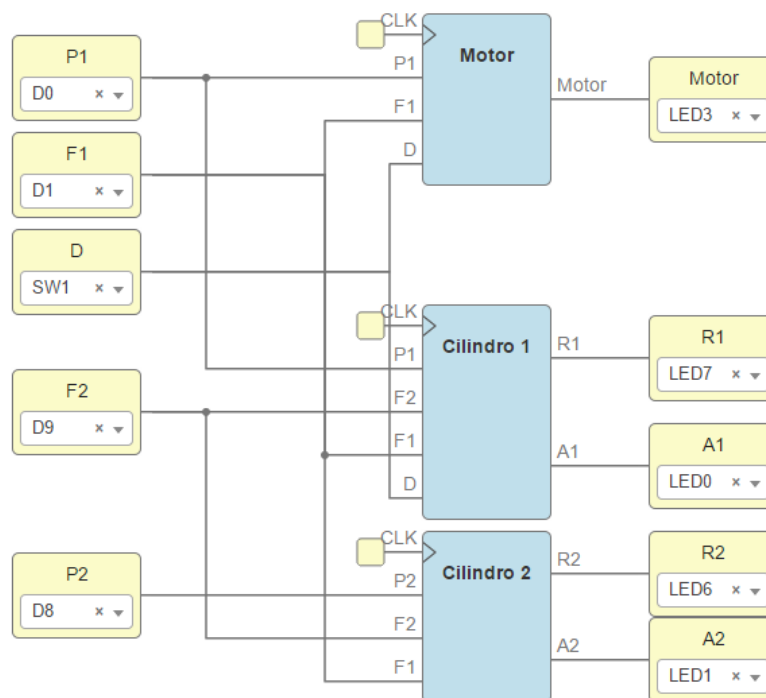 P1
D0 × ▾
F1
D1 × ▾
D
SW1 × ▾
F2
D9 × ▾
P2
D8 × ▾
CLK
P1
F1
D
Motor
Motor
Motor
LED3 × ▾
CLK
P1
F2
F1
D
Cilindro 1
R1
A1
R1
LED7 × ▾
A1
LED0 × ▾
CLK
P2
F2
F1
Cilindro 2
R2
A2
R2
LED6 × ▾
A2
LED1 × ▾